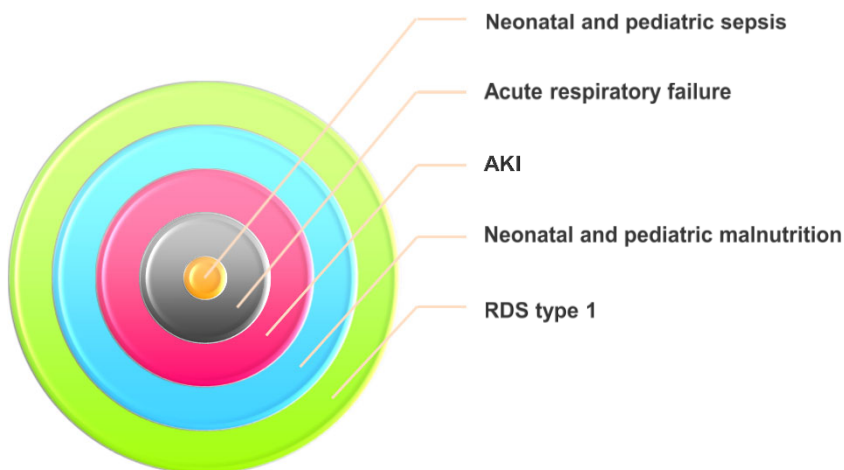 Neonatal and pediatric sepsis
Acute respiratory failure
AKI
Neonatal and pediatric malnutrition
RDS type 1